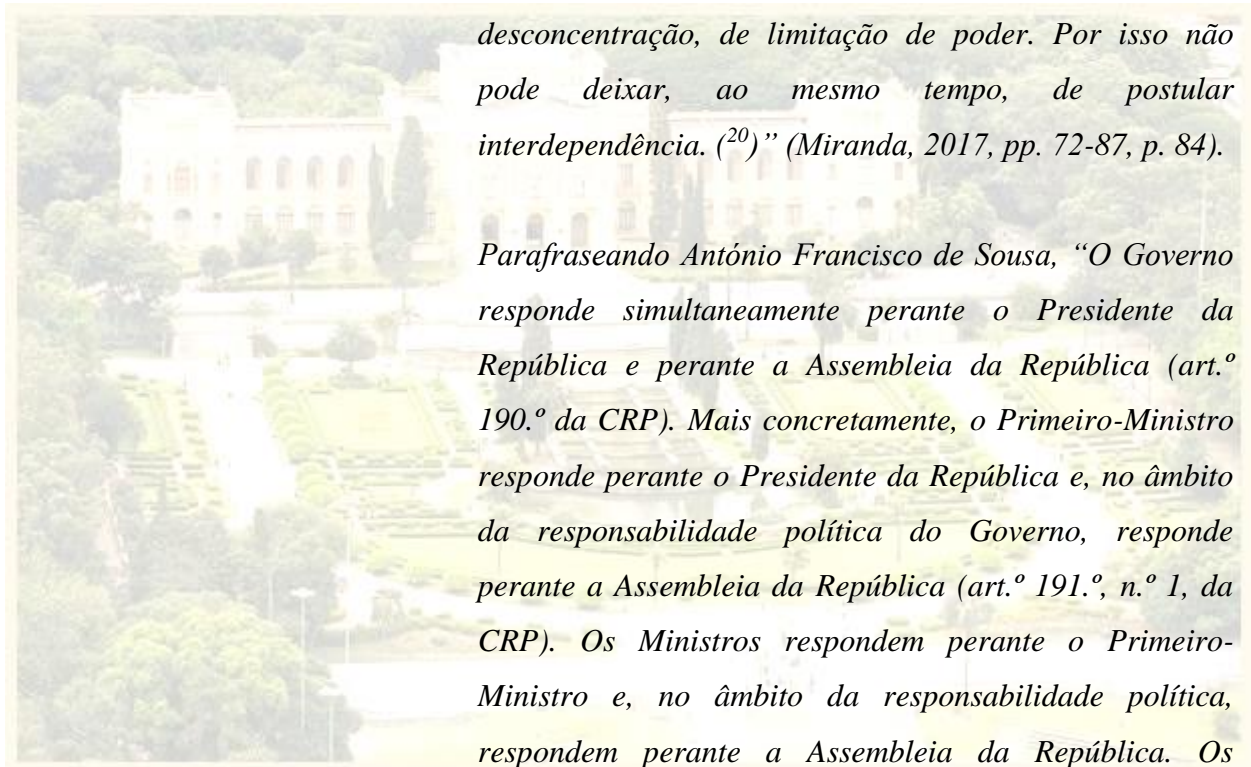 desconcentração, de limitação de poder. Por isso não
pode deixar, ao mesmo tempo, de postular
interdependência. (20)” (Miranda, 2017, pp. 72-87, p. 84).
Parafraseando António Francisco de Sousa, “O Governo
responde simultaneamente perante o Presidente da
República e perante a Assembleia da República (art.º
190.º da CRP). Mais concretamente, o Primeiro-Ministro
responde perante o Presidente da República e, no âmbito
da responsabilidade política do Governo, responde
perante a Assembleia da República (art.º 191.º, n.º 1, da
CRP). Os Ministros respondem perante o Primeiro-
Ministro e, no âmbito da responsabilidade política,
respondem perante a Assembleia da República. Os